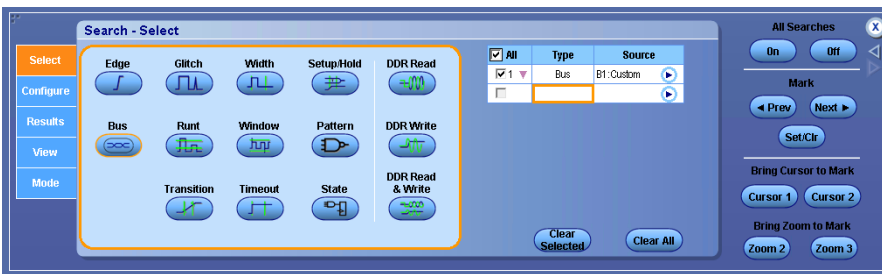 Search - Select
All Searches
X
On Off
Select
Configure
Results
View
Mode
Edge Glitch Width Setup/Hold DDR Read
Bus Runt Window Pattern DDR Write
Transition Timeout State DDR Read & Write
All Type Source
1 Bus B1:Custom
Clear Selected
Clear All
Mark
◄ Prev Next ►
Set/Clr
Bring Cursor to Mark
Cursor 1 Cursor 2
Bring Zoom to Mark
Zoom 2 Zoom 3